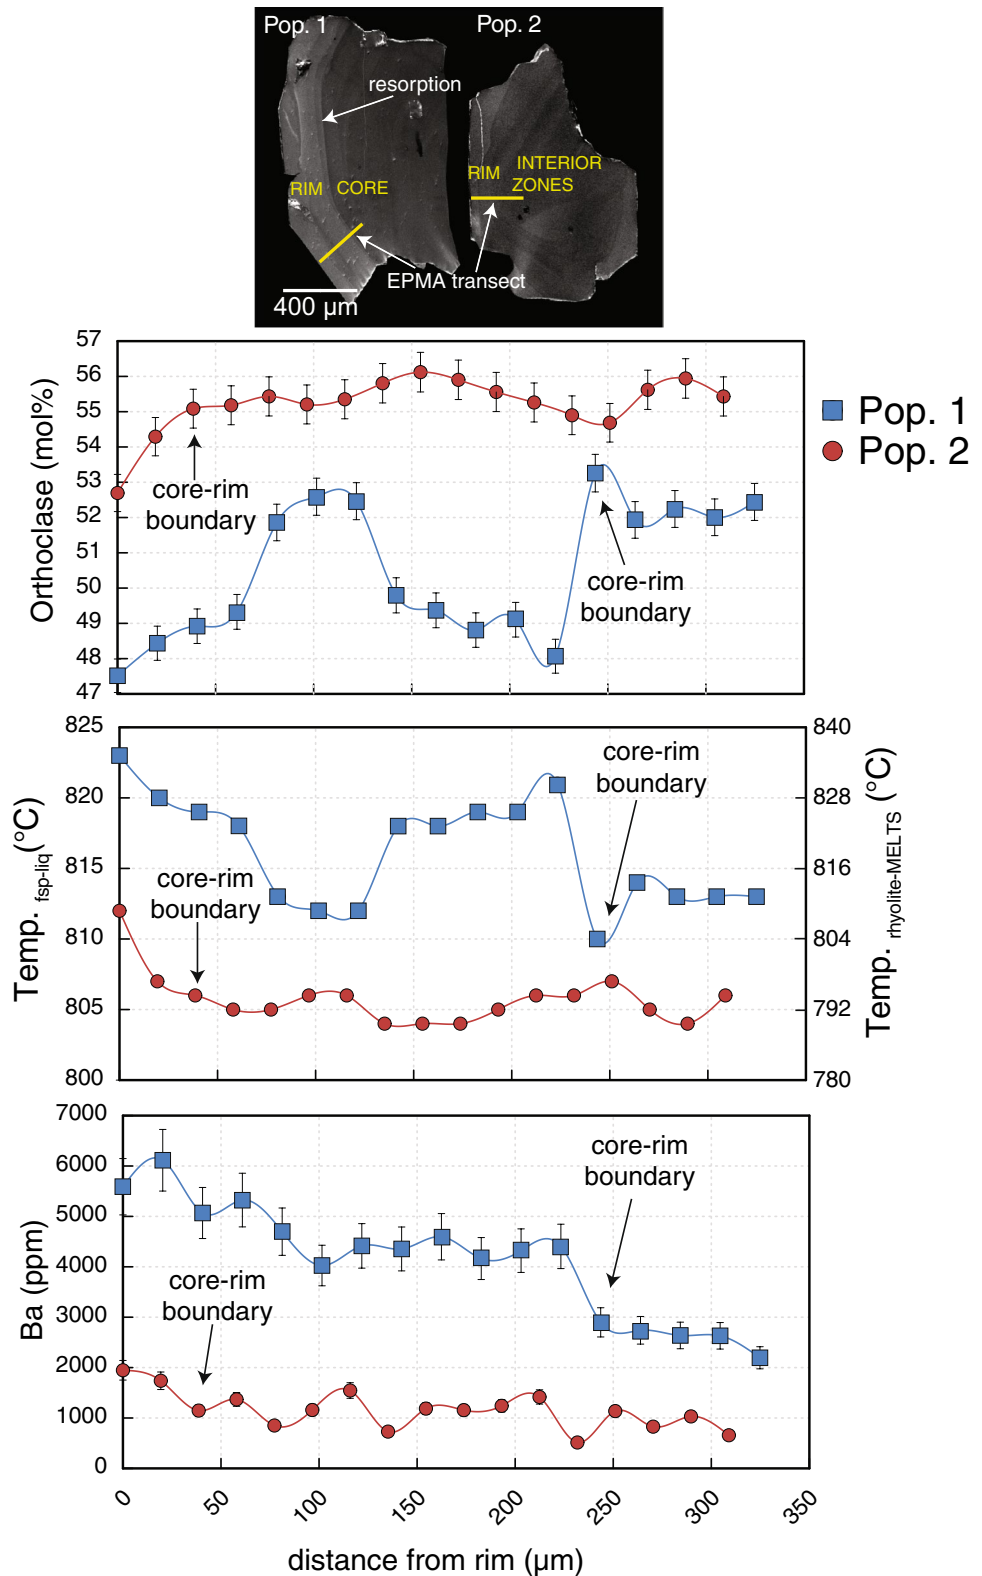 Pop. 1
Pop. 2
resorption
RIM
CORE
RIM
INTERIOR
ZONES
EPMA transect
400 µm
Orthoclase (mol%)
57
56
55
54
53
52
51
50
49
48
47
core-rim
boundary
core-rim
boundary
Pop. 1
Pop. 2
Temp. fsp-liq(°C)
825
820
815
810
805
800
core-rim
boundary
core-rim
boundary
840
828
816
804
792
780
Temp. rhyolite-MELTS (°C)
Ba (ppm)
7000
6000
5000
4000
3000
2000
1000
0
core-rim
boundary
core-rim
boundary
0
50
100
150
200
250
300
350
distance from rim (µm)